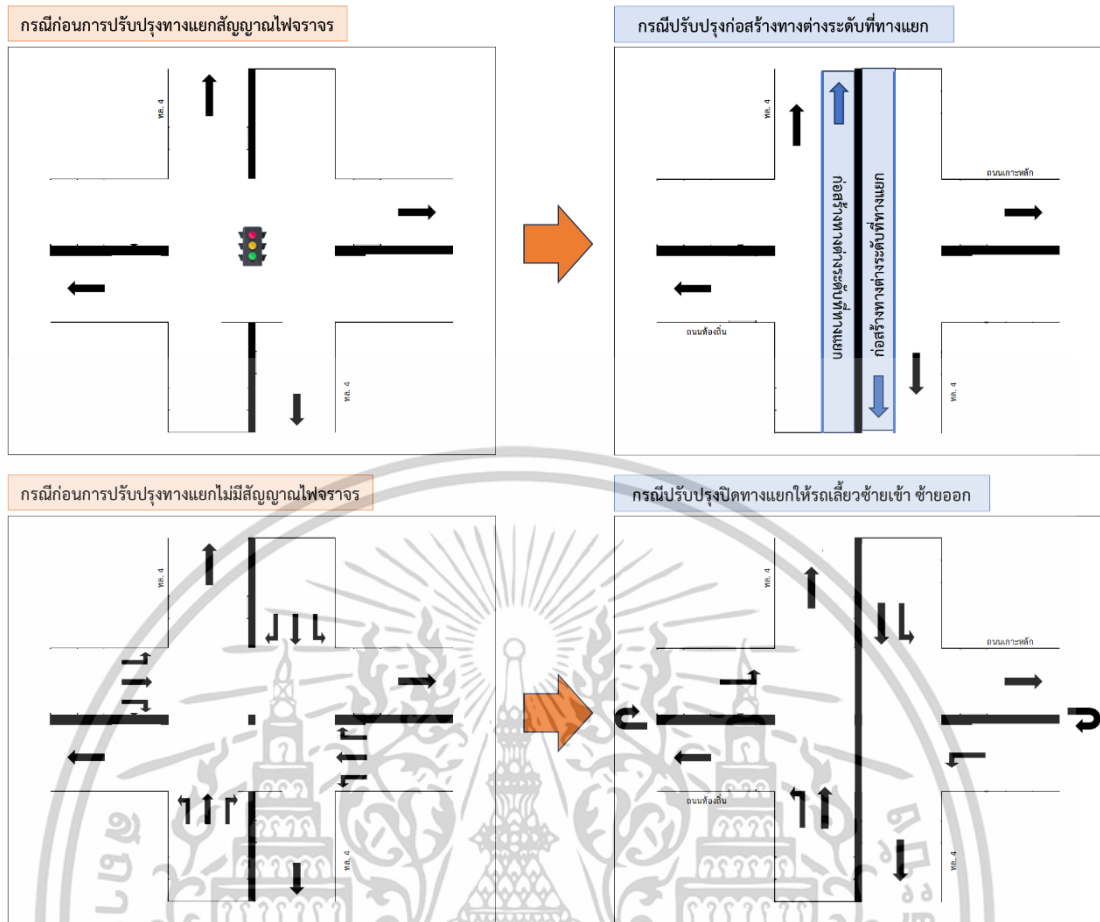 กรณีก่อนการปรับปรุงทางแยกสัญญาณไฟจราจร
กรณีปรับปรุงก่อสร้างทางต่างระดับที่ทางแยก
ทล. 4
ทล. 4
ทล. 4
ถนนเกาะหลัก
ก่อสร้างทางต่างระดับที่ทางแยก
ก่อสร้างทางต่างระดับที่ทางแยก
ถนนท้องถิ่น
ทล. 4
กรณีก่อนการปรับปรุงทางแยกไม่มีสัญญาณไฟจราจร
กรณีปรับปรุงปิดทางแยกให้รถเลี้ยวซ้ายเข้า ซ้ายออก
ทล. 4
ทล. 4
ทล. 4
ถนนเกาะหลัก
ถนนท้องถิ่น
ทล. 4